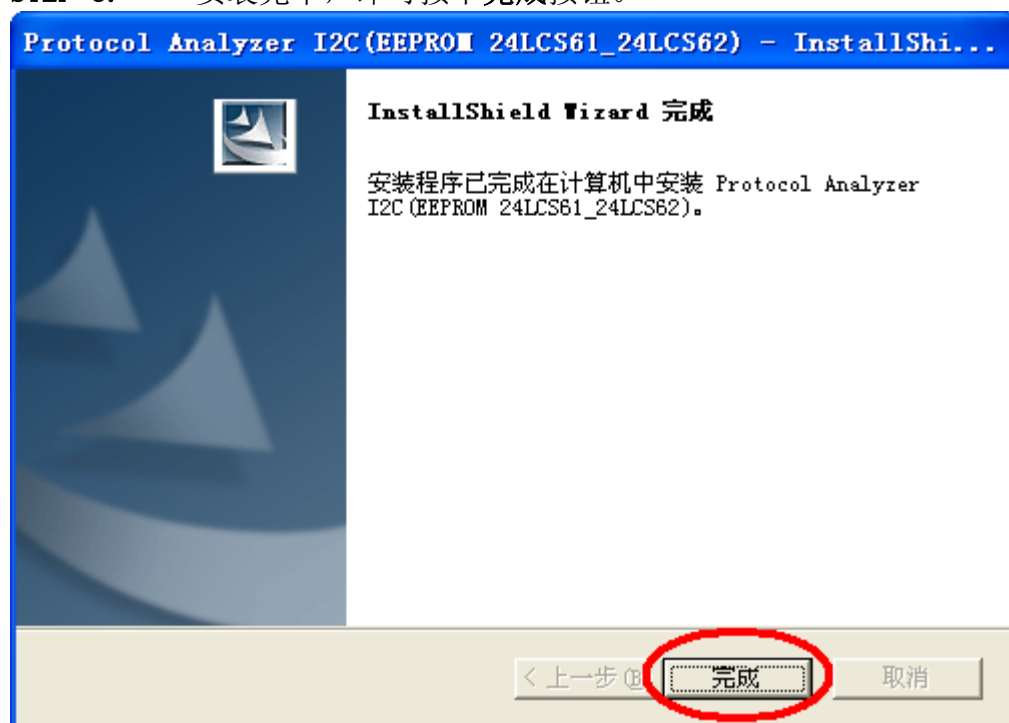 Protocol Analyzer I2C(EEPROM 24LCS61_24LCS62) - InstallShi...
InstallShield Wizard 完成
安装程序已完成在计算机中安装 Protocol Analyzer
I2C(EEPROM 24LCS61_24LCS62)。
< 上一步(B
完成
取消